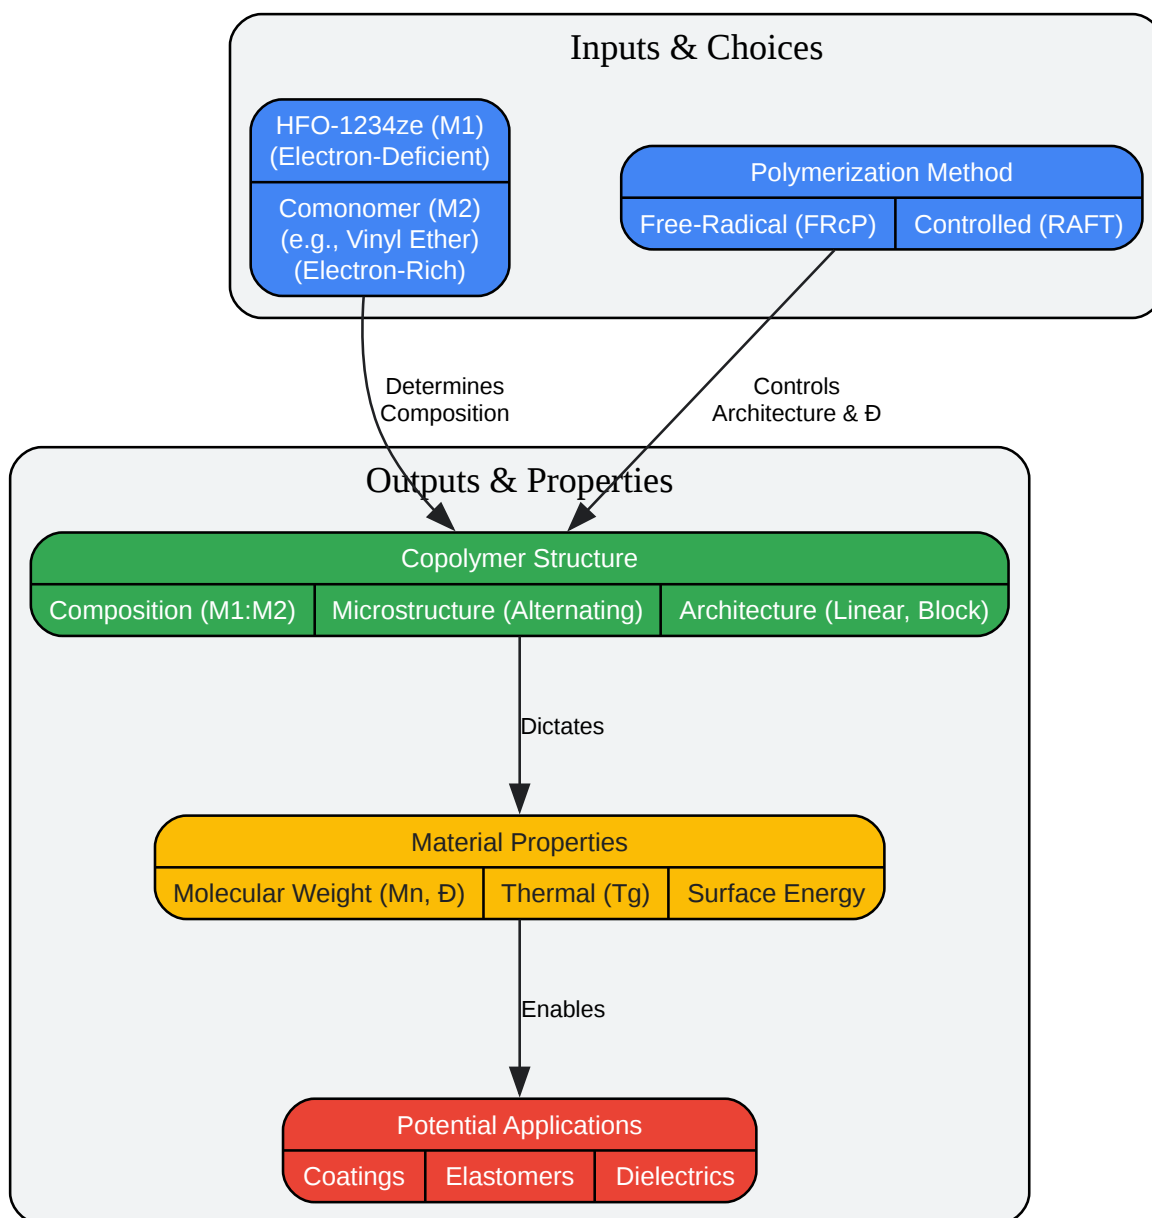 Inputs & Choices
HFO-1234ze (M1)
(Electron-Deficient)
Comonomer (M2)
(e.g., Vinyl Ether)
(Electron-Rich)
Polymerization Method
Free-Radical (FRcP)
Controlled (RAFT)
Determines
Composition
Controls
Architecture & Đ
Outputs & Properties
Copolymer Structure
Composition (M1:M2)
Microstructure (Alternating)
Architecture (Linear, Block)
Dictates
Material Properties
Molecular Weight (Mn, Đ)
Thermal (Tg)
Surface Energy
Enables
Potential Applications
Coatings
Elastomers
Dielectrics